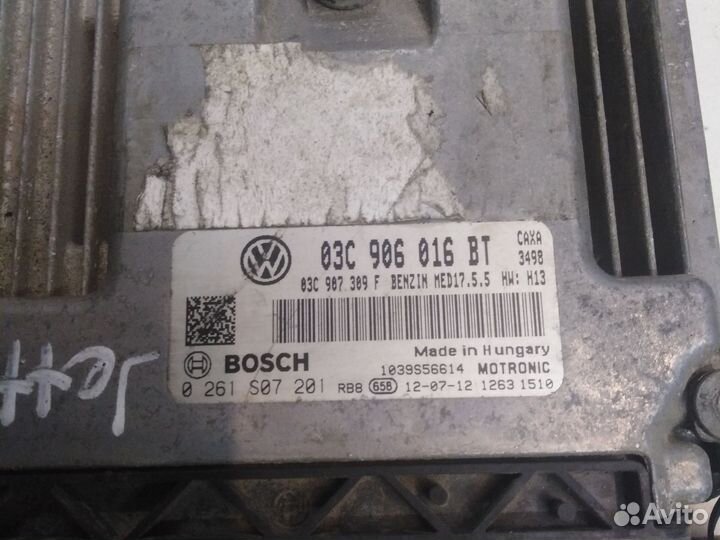 03C 906 016 BT CAXA
03C 907 309 F BENZIN MED17.5.5 HW: H13 3498
BOSCH Made in Hungary
1039S56614 MOTRONIC
0 261 S07 201 RB8 658 12-07-12 1263 1510
Jett
Avito